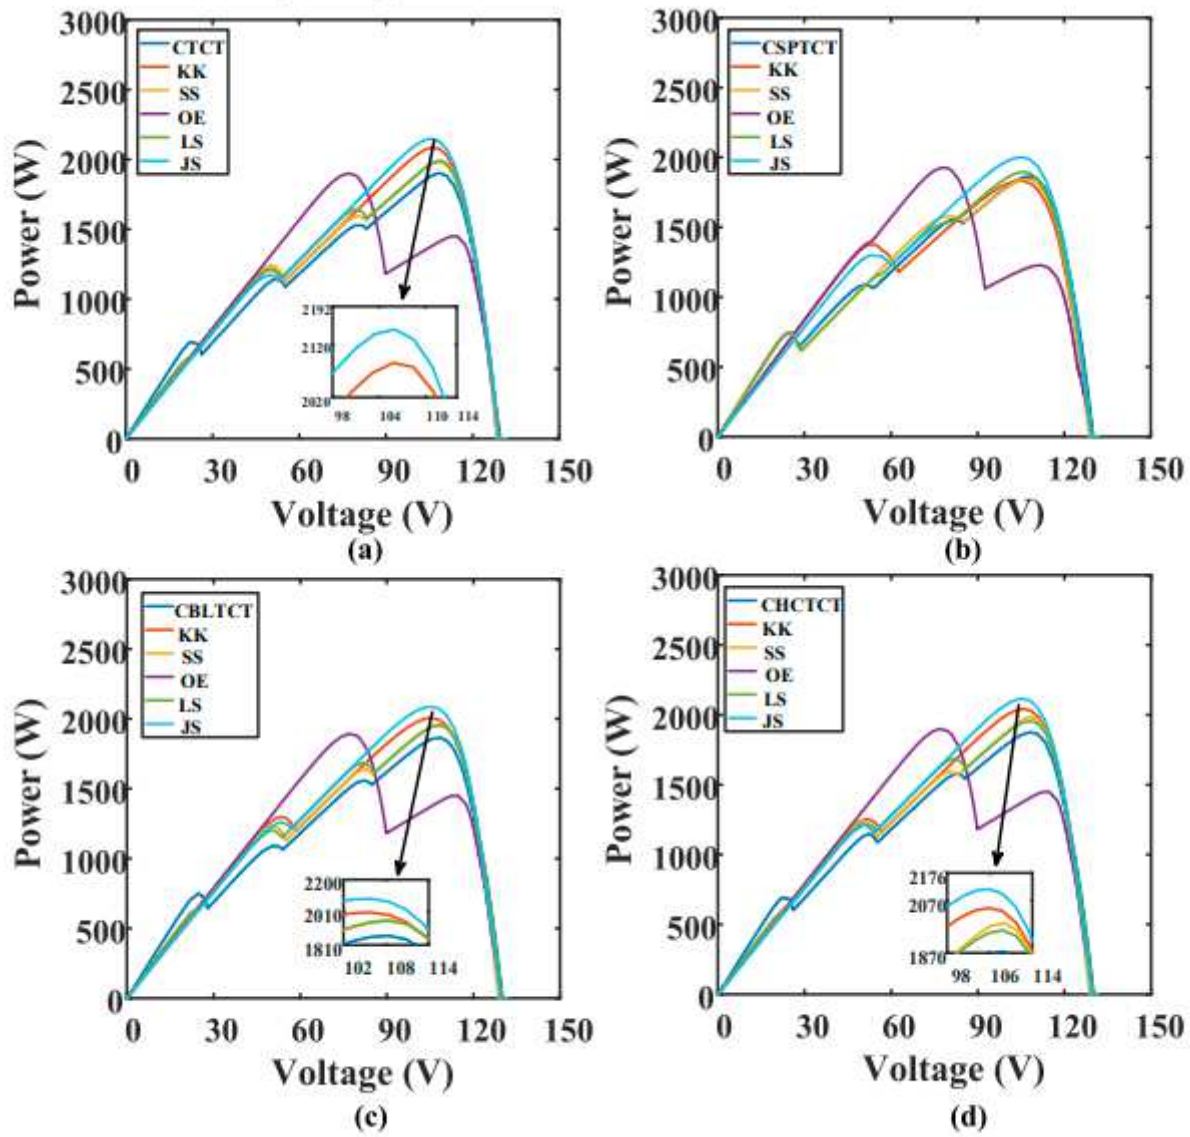 3000
2500
2000
1500
1000
500
0
Power (W)
CTCT
KK
SS
OE
LS
JS
2192
2120
2020
98 104 110 114
0 30 60 90 120 150
Voltage (V)
(a)
3000
2500
2000
1500
1000
500
0
Power (W)
CSPTCT
KK
SS
OE
LS
JS
0 30 60 90 120 150
Voltage (V)
(b)
3000
2500
2000
1500
1000
500
0
Power (W)
CBLTCT
KK
SS
OE
LS
JS
2200
2010
1810
102 108 114
0 30 60 90 120 150
Voltage (V)
(c)
3000
2500
2000
1500
1000
500
0
Power (W)
CHCTCT
KK
SS
OE
LS
JS
2176
2070
1870
98 106 114
0 30 60 90 120 150
Voltage (V)
(d)